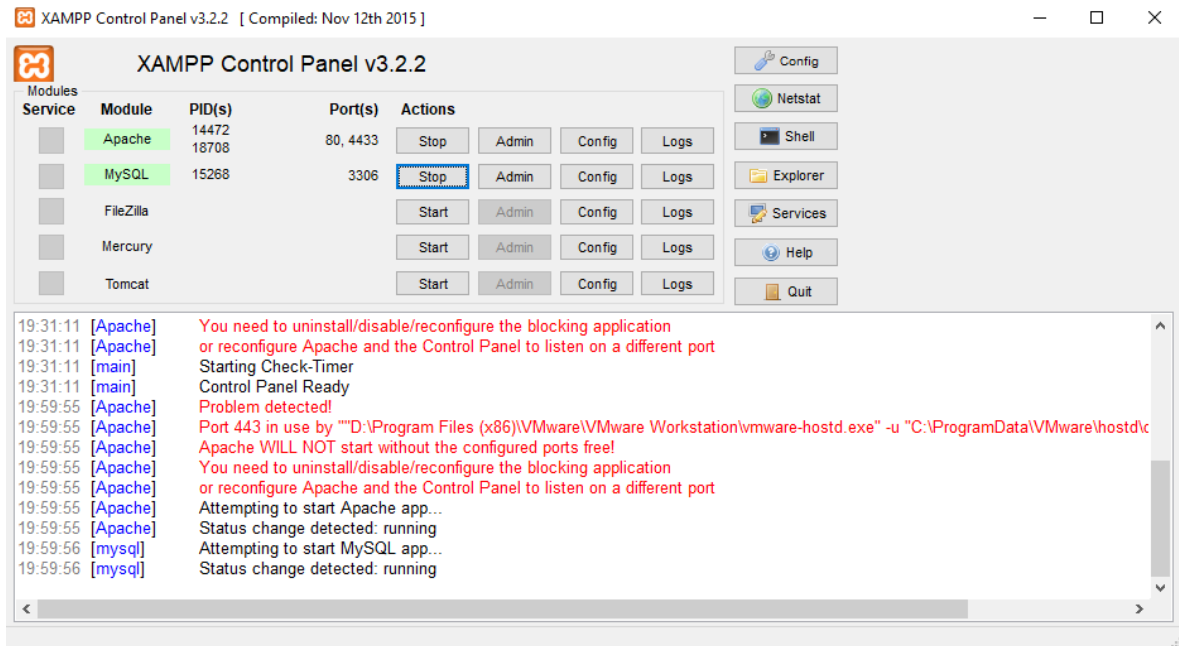 XAMPP Control Panel v3.2.2 [ Compiled: Nov 12th 2015 ]
XAMPP Control Panel v3.2.2
Config
Modules
Service Module PID(s) Port(s) Actions
Netstat
Apache 14472 18708 80, 4433 Stop Admin Config Logs
Shell
MySQL 15268 3306 Stop Admin Config Logs
Explorer
FileZilla Start Admin Config Logs
Services
Mercury Start Admin Config Logs
Help
Tomcat Start Admin Config Logs
Quit
19:31:11 [Apache] You need to uninstall/disable/reconfigure the blocking application
19:31:11 [Apache] or reconfigure Apache and the Control Panel to listen on a different port
19:31:11 [main] Starting Check-Timer
19:31:11 [main] Control Panel Ready
19:59:55 [Apache] Problem detected!
19:59:55 [Apache] Port 443 in use by ""D:\Program Files (x86)\VMware\VMware Workstation\vmware-hostd.exe" -u "C:\ProgramData\VMware\hostd\c
19:59:55 [Apache] Apache WILL NOT start without the configured ports free!
19:59:55 [Apache] You need to uninstall/disable/reconfigure the blocking application
19:59:55 [Apache] or reconfigure Apache and the Control Panel to listen on a different port
19:59:55 [Apache] Attempting to start Apache app...
19:59:55 [Apache] Status change detected: running
19:59:56 [mysql] Attempting to start MySQL app...
19:59:56 [mysql] Status change detected: running